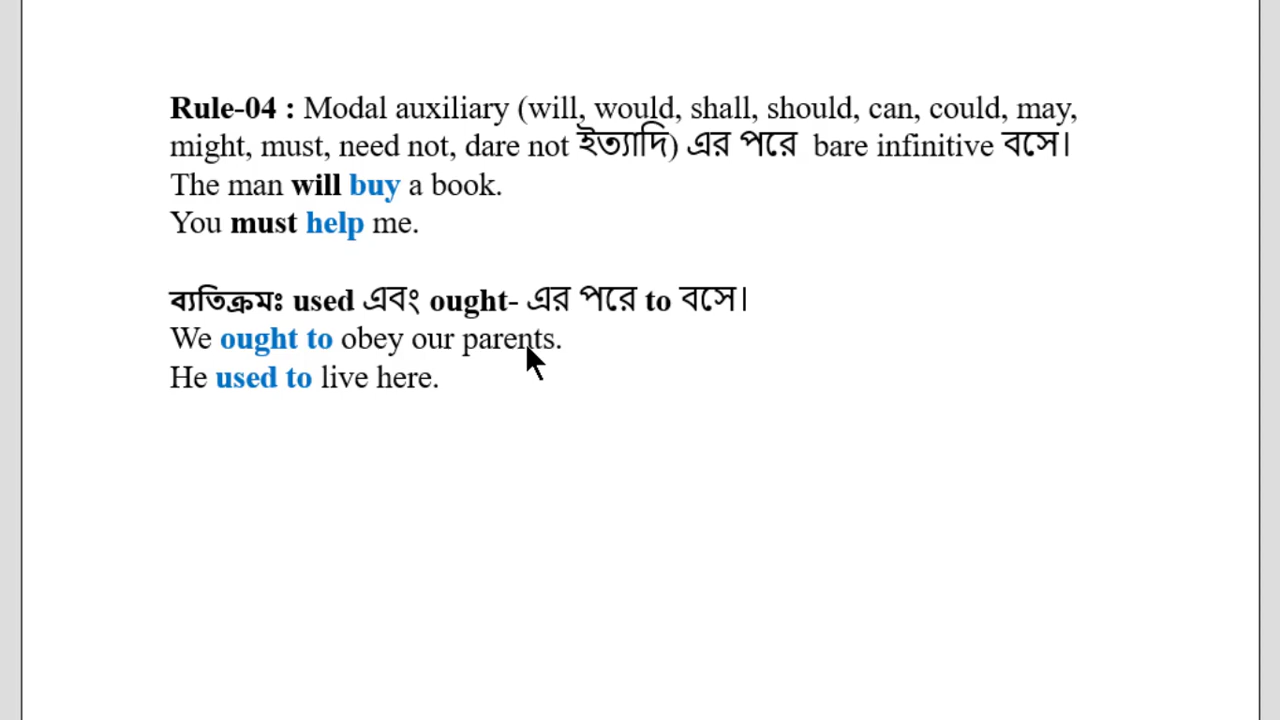 Rule-04 : Modal auxiliary (will, would, shall, should, can, could, may,
might, must, need not, dare not ইত্যাদি) এর পরে bare infinitive বসে।
The man will buy a book.
You must help me.
ব্যতিক্রমঃ used এবং ought- এর পরে to বসে।
We ought to obey our parents.
He used to live here.